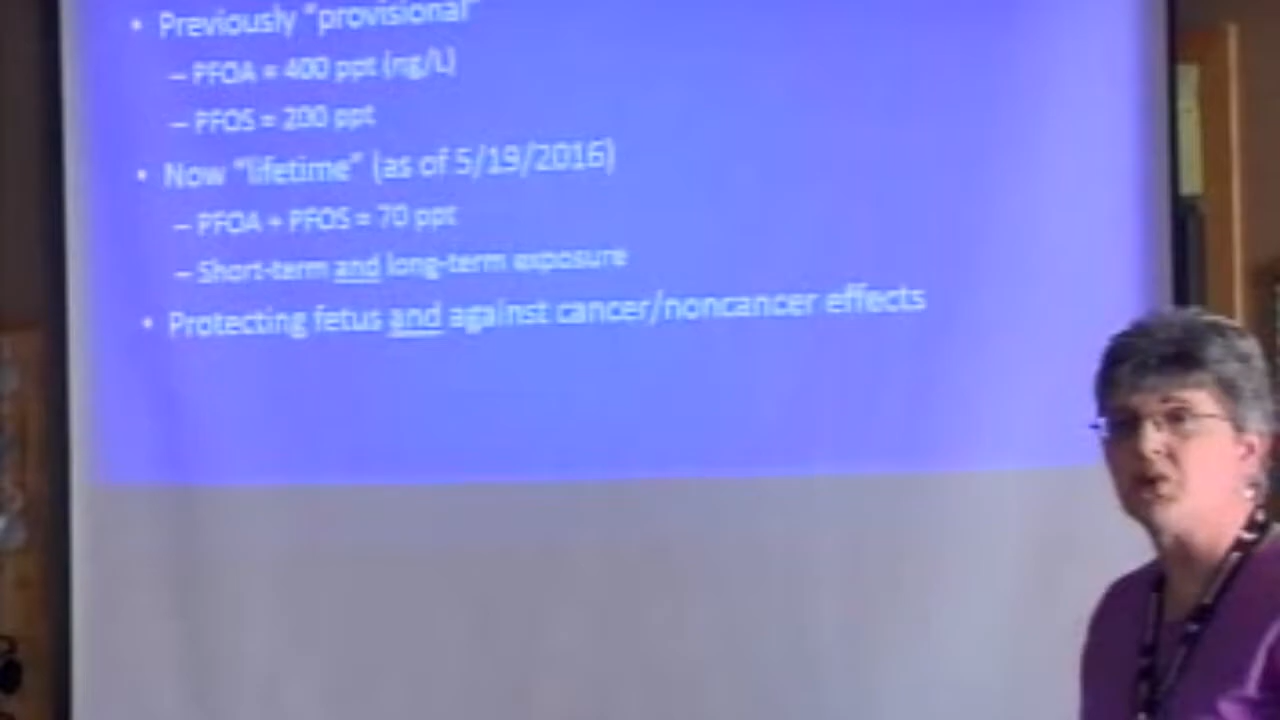 • Previously "provisional"
– PFOA = 400 ppt (ng/L)
– PFOS = 200 ppt
• Now "lifetime" (as of 5/19/2016)
– PFOA + PFOS = 70 ppt
– Short-term and long-term exposure
• Protecting fetus and against cancer/noncancer effects